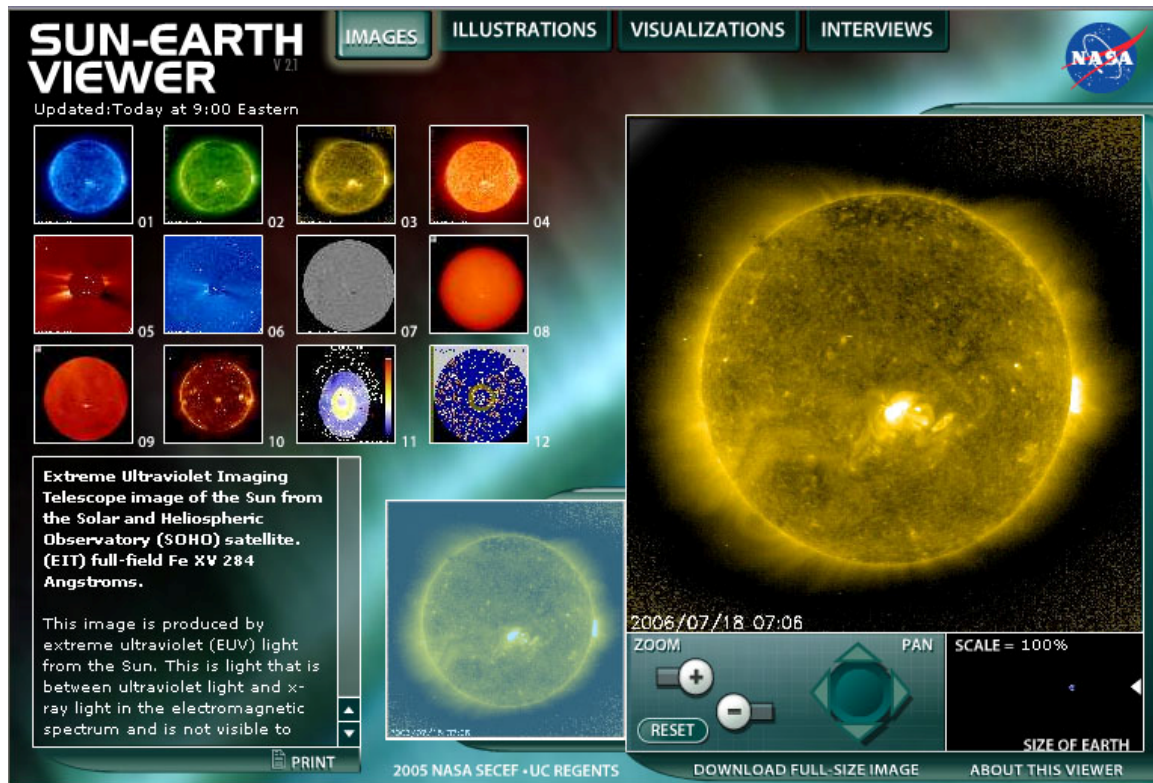 SUN-EARTH
VIEWER
V 2.1
Updated:Today at 9:00 Eastern
IMAGES
ILLUSTRATIONS
VISUALIZATIONS
INTERVIEWS
NASA
01
02
03
04
05
06
07
08
09
10
11
12
Extreme Ultraviolet Imaging
Telescope image of the Sun from
the Solar and Heliospheric
Observatory (SOHO) satellite.
(EIT) full-field Fe XV 284
Angstroms.
This image is produced by
extreme ultraviolet (EUV) light
from the Sun. This is light that is
between ultraviolet light and x-
ray light in the electromagnetic
spectrum and is not visible to
PRINT
2006/07/18 07:06
ZOOM
PAN
RESET
SCALE = 100%
SIZE OF EARTH
2005 NASA SECEF • UC REGENTS
DOWNLOAD FULL-SIZE IMAGE
ABOUT THIS VIEWER